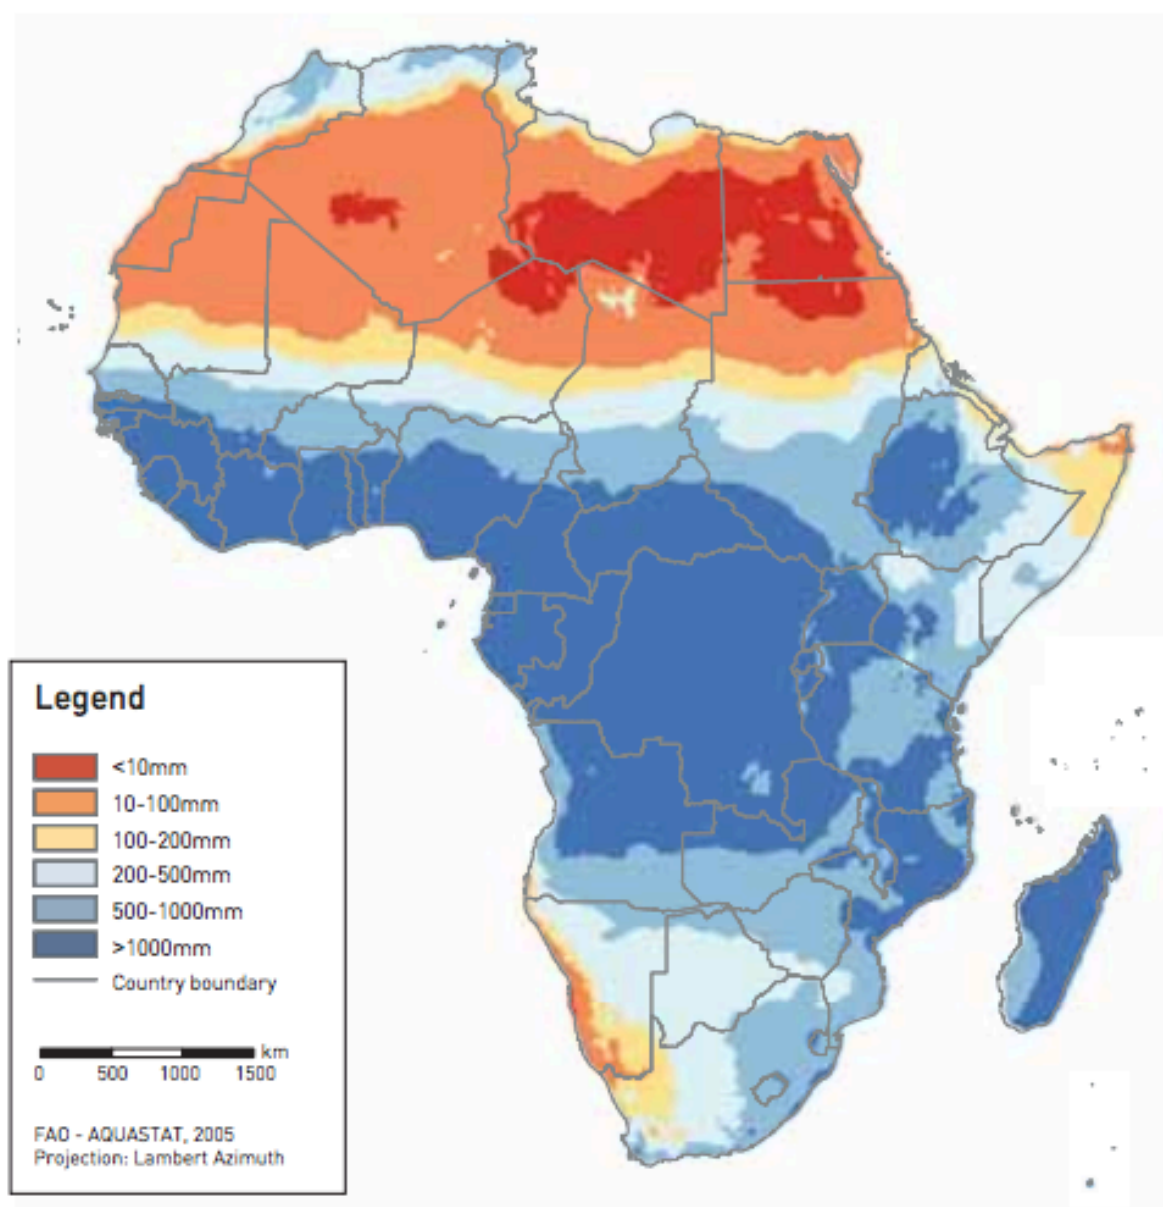 Legend
<10mm
10-100mm
100-200mm
200-500mm
500-1000mm
>1000mm
Country boundary
km
0 500 1000 1500
FAO - AQUASTAT, 2005
Projection: Lambert Azimuth